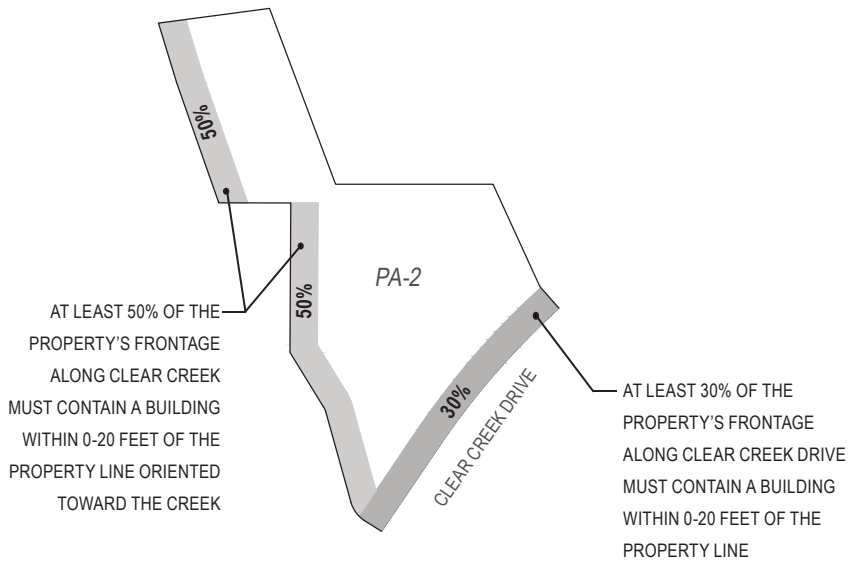 50%
PA-2
50%
AT LEAST 50% OF THE
PROPERTY'S FRONTAGE
ALONG CLEAR CREEK
MUST CONTAIN A BUILDING
WITHIN 0-20 FEET OF THE
PROPERTY LINE ORIENTED
TOWARD THE CREEK
30%
CLEAR CREEK DRIVE
AT LEAST 30% OF THE
PROPERTY'S FRONTAGE
ALONG CLEAR CREEK DRIVE
MUST CONTAIN A BUILDING
WITHIN 0-20 FEET OF THE
PROPERTY LINE